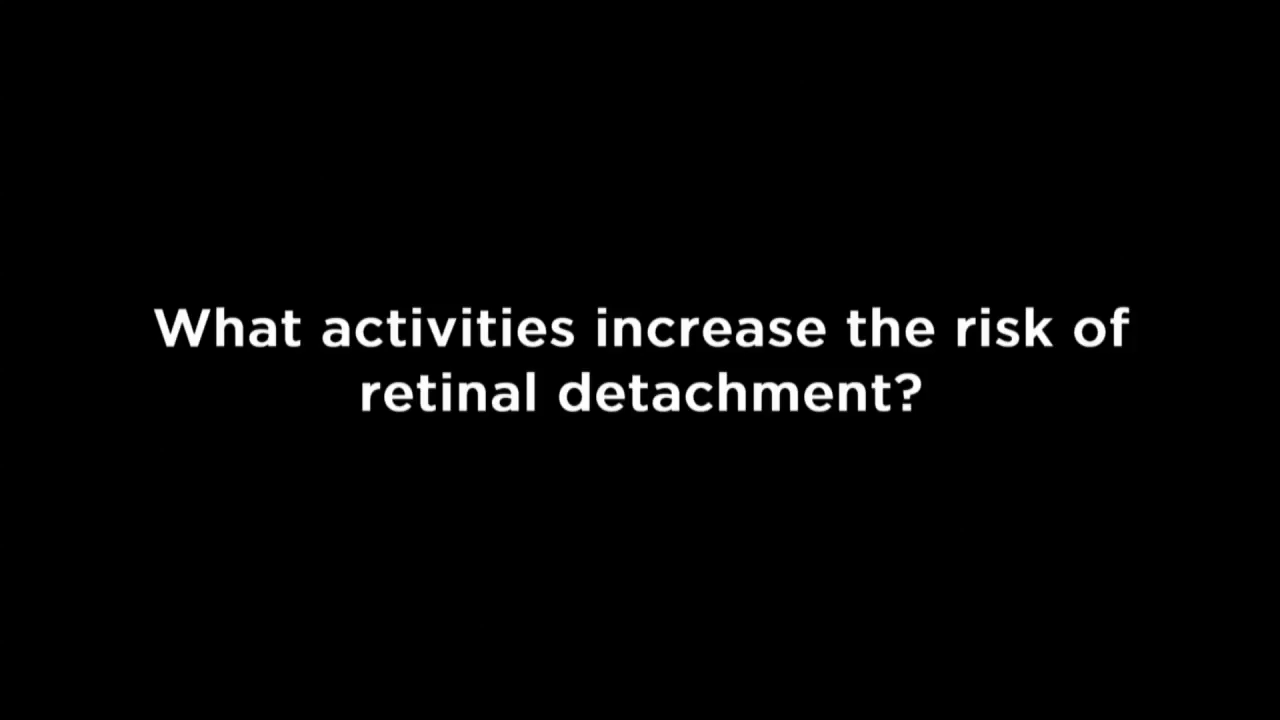 What activities increase the risk of
retinal detachment?